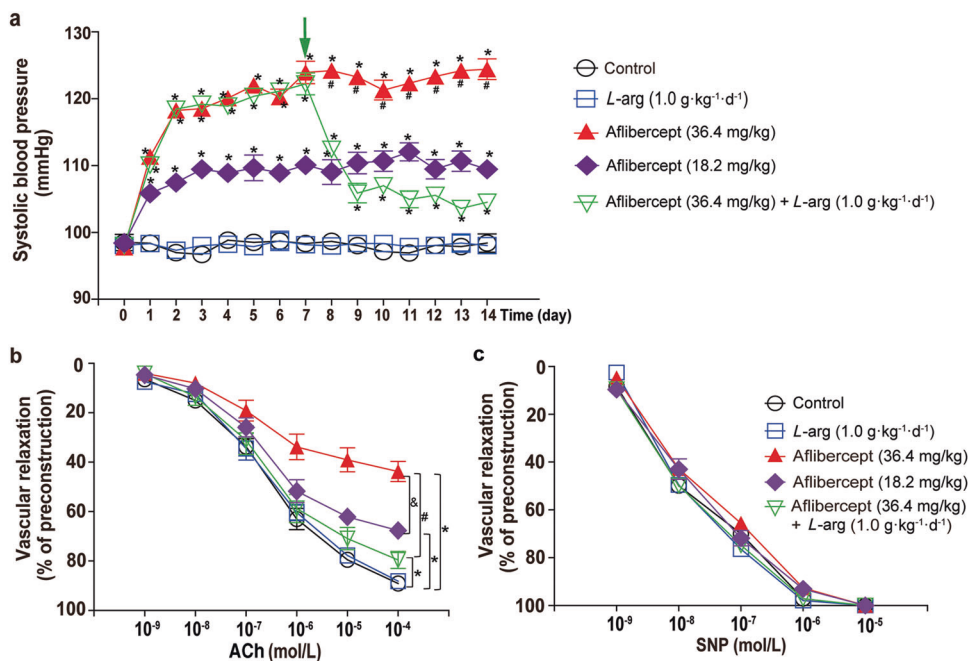 a
Systolic blood pressure
(mmHg)
130
120
110
100
90
0 1 2 3 4 5 6 7 8 9 10 11 12 13 14 Time (day)
Control
L-arg (1.0 g·kg⁻¹·d⁻¹)
Aflibercept (36.4 mg/kg)
Aflibercept (18.2 mg/kg)
Aflibercept (36.4 mg/kg) + L-arg (1.0 g·kg⁻¹·d⁻¹)
b
Vascular relaxation
(% of preconstruction)
0
20
40
60
80
100
& # * * *
10⁻⁹ 10⁻⁸ 10⁻⁷ 10⁻⁶ 10⁻⁵ 10⁻⁴
ACh (mol/L)
c
Vascular relaxation
(% of preconstruction)
0
20
40
60
80
100
10⁻⁹ 10⁻⁸ 10⁻⁷ 10⁻⁶ 10⁻⁵
SNP (mol/L)
Control
L-arg (1.0 g·kg⁻¹·d⁻¹)
Aflibercept (36.4 mg/kg)
Aflibercept (18.2 mg/kg)
Aflibercept (36.4 mg/kg)
+ L-arg (1.0 g·kg⁻¹·d⁻¹)